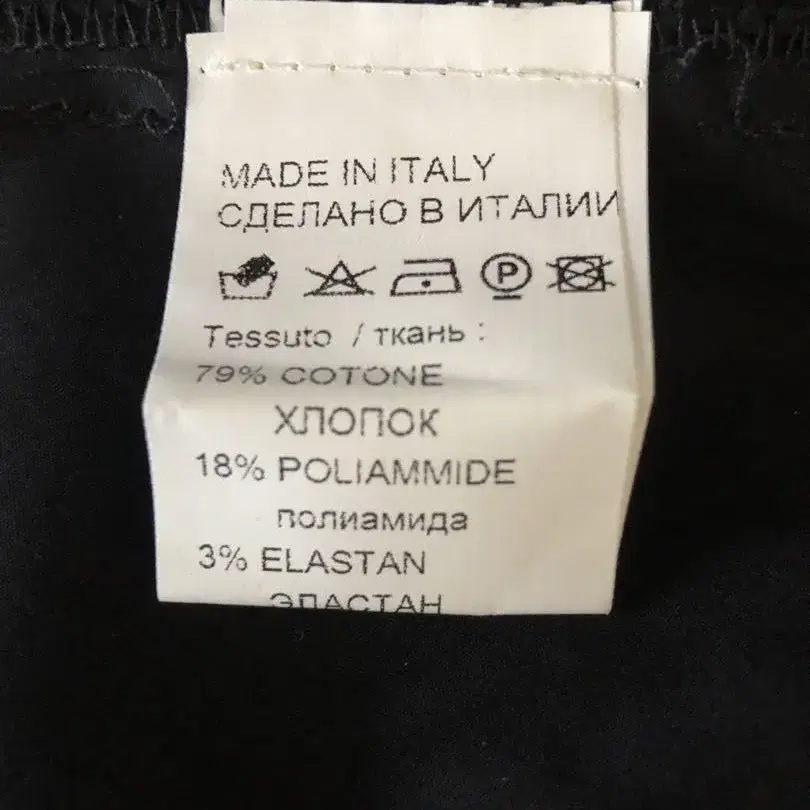 MADE IN ITALY
СДЕЛАНО В ИТАЛИИ
P
Tessuto / ткань :
79% COTONE
ХЛОПОК
18% POLIAMMIDE
полиамида
3% ELASTAN
ЭЛАСТАН